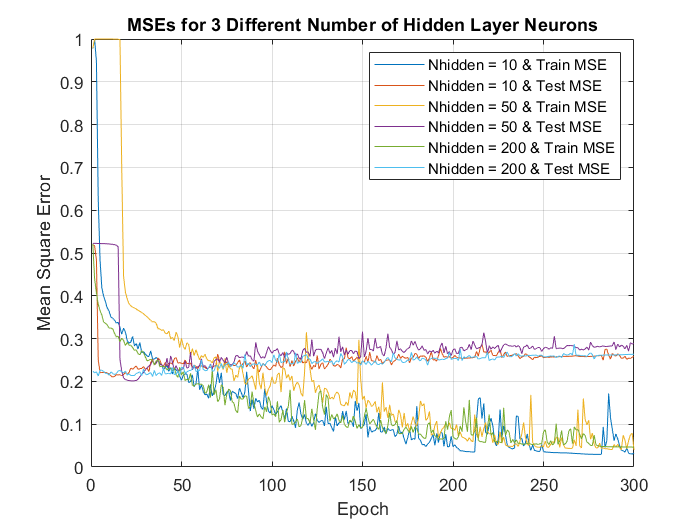 MSEs for 3 Different Number of Hidden Layer Neurons
1
0.9
0.8
0.7
0.6
0.5
0.4
0.3
0.2
0.1
0
Mean Square Error
Nhidden = 10 & Train MSE
Nhidden = 10 & Test MSE
Nhidden = 50 & Train MSE
Nhidden = 50 & Test MSE
Nhidden = 200 & Train MSE
Nhidden = 200 & Test MSE
0 50 100 150 200 250 300
Epoch